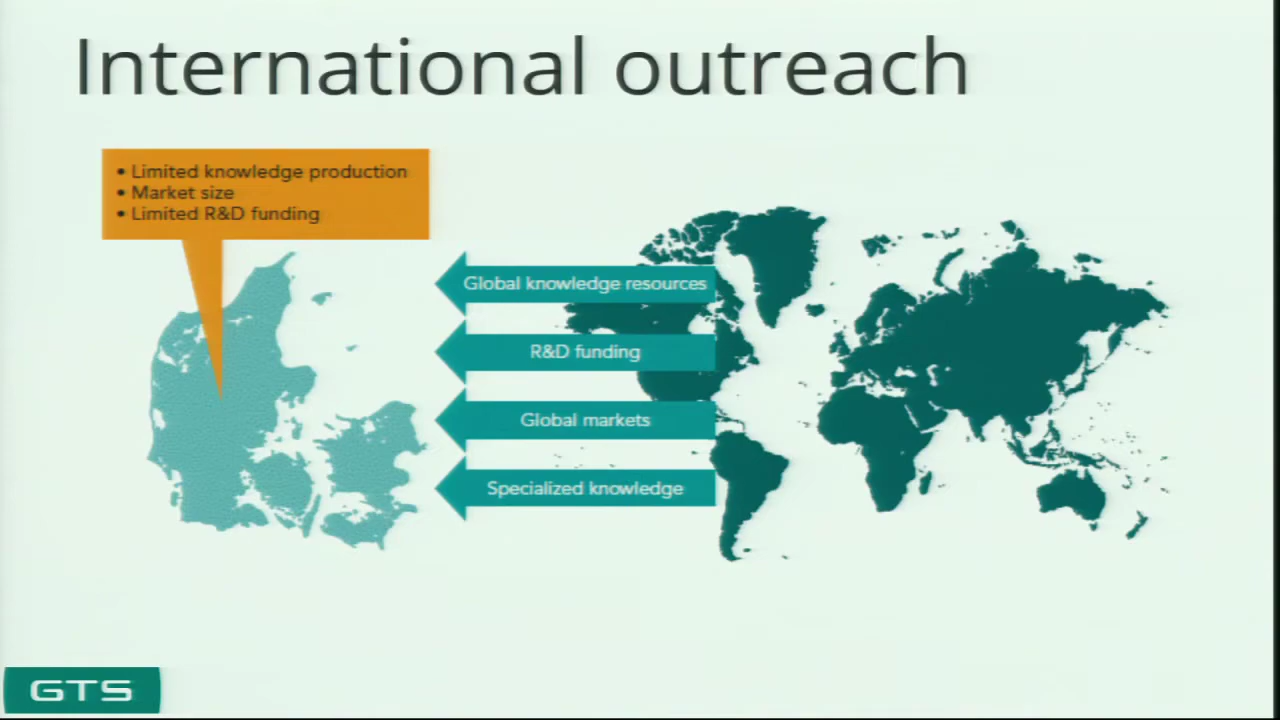 International outreach
• Limited knowledge production
• Market size
• Limited R&D funding
Global knowledge resources
R&D funding
Global markets
Specialized knowledge
GTS